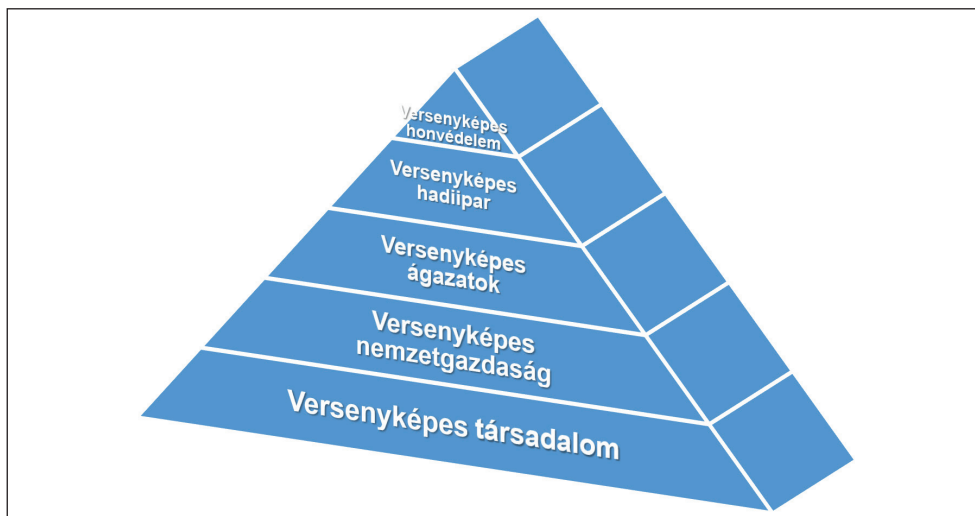 Versenyképes
honvédelem
Versenyképes
hadiipar
Versenyképes
ágazatok
Versenyképes
nemzetgazdaság
Versenyképes társadalom